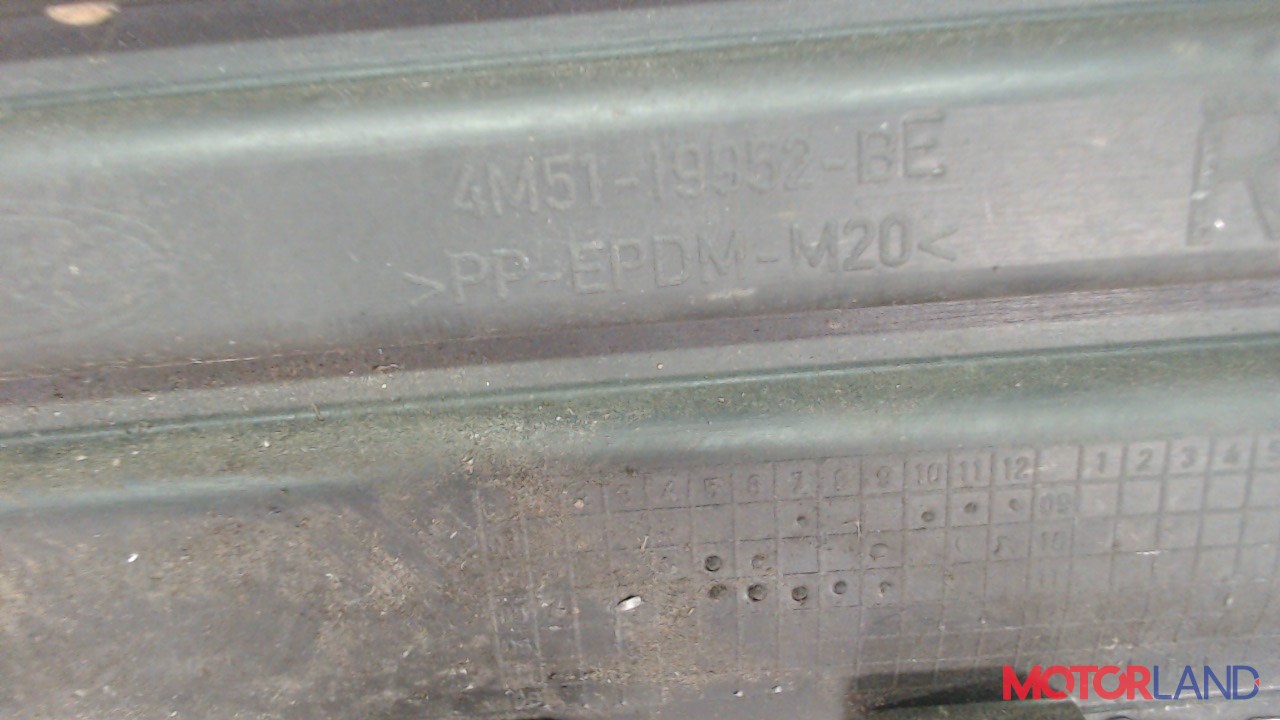 4M51-19952-BE
>PP-EPDM-M20<
R
4 5 6 7 8 9 10 11 12 1 2 3 4 5
09
10
MOTORLAND